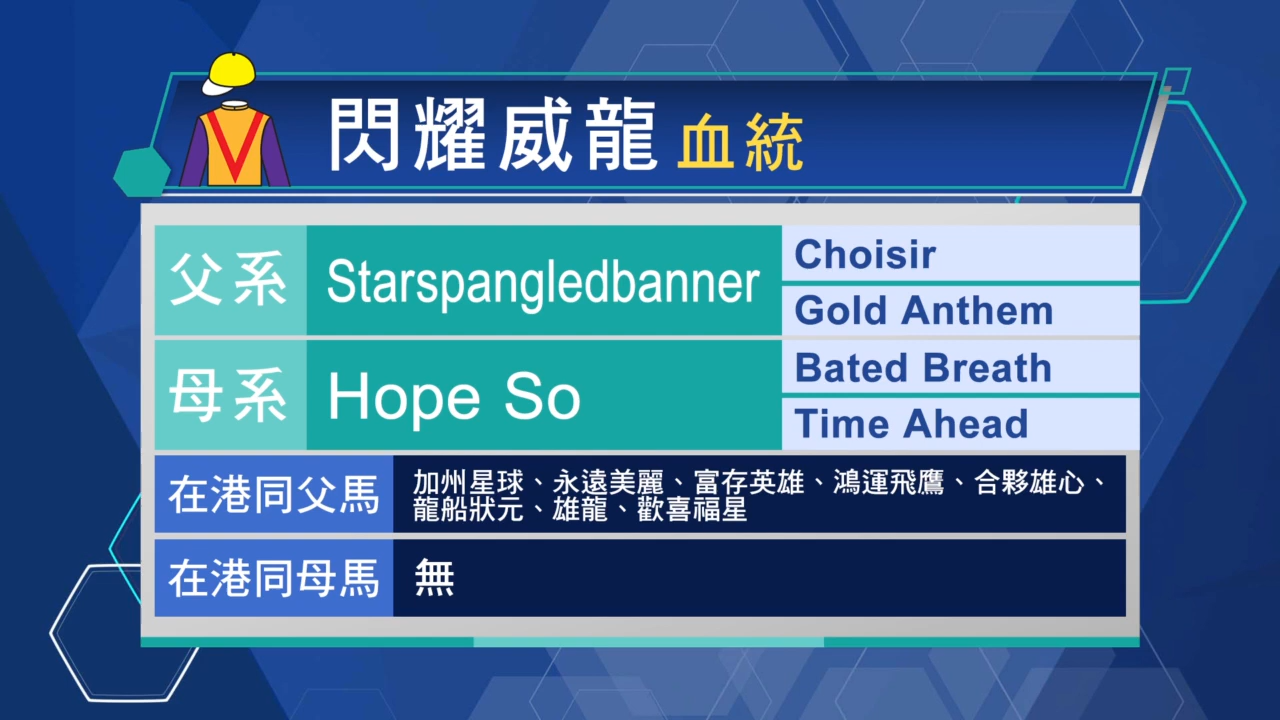 閃耀威龍 血統
父系
Starspangledbanner
Choisir
Gold Anthem
母系
Hope So
Bated Breath
Time Ahead
在港同父馬
加州星球、永遠美麗、富存英雄、鴻運飛鷹、合夥雄心、
龍船狀元、雄龍、歡喜福星
在港同母馬
無